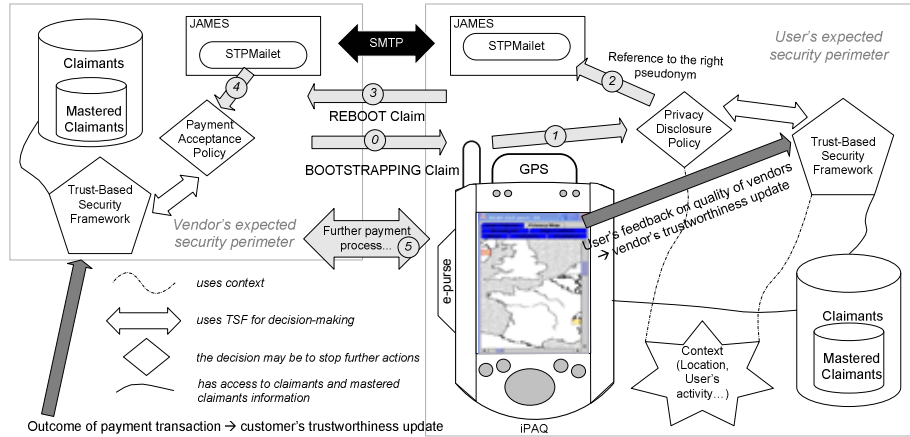 JAMES
STPMailet
SMTP
JAMES
STPMailet
User's expected
security perimeter
Claimants
Mastered
Claimants
4
3
REBOOT Claim
Reference to the right
pseudonym
2
Payment
Acceptance
Policy
0
BOOTSTRAPPING Claim
1
Privacy
Disclosure
Policy
Trust-Based
Security
Framework
Trust-Based
Security
Framework
GPS
Vendor's expected
security perimeter
Further payment
process... 5
User's feedback on quality of vendors
→ vendor's trustworthiness update
e-purse
uses context
uses TSF for decision-making
the decision may be to stop further actions
has access to claimants and mastered
claimants information
Claimants
Mastered
Claimants
Context
(Location,
User's
activity…)
Outcome of payment transaction → customer's trustworthiness update
iPAQ